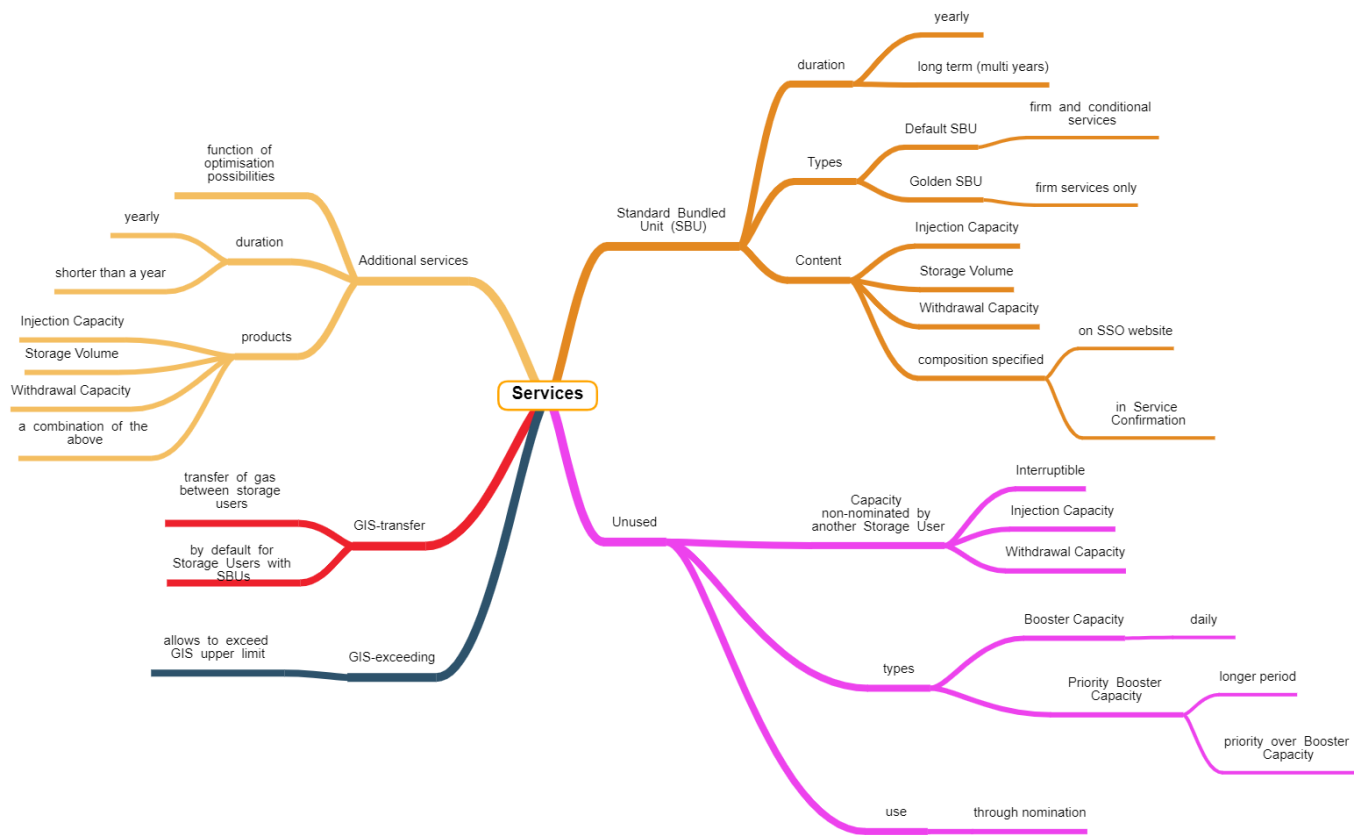 Services
Standard Bundled
Unit (SBU)
duration
yearly
long term (multi years)
Types
Default SBU
firm and conditional
services
Golden SBU
firm services only
Content
Injection Capacity
Storage Volume
Withdrawal Capacity
composition specified
on SSO website
in Service
Confirmation
Unused
Capacity
non-nominated by
another Storage User
Interruptible
Injection Capacity
Withdrawal Capacity
types
Booster Capacity
daily
Priority Booster
Capacity
longer period
priority over Booster
Capacity
use
through nomination
Additional services
function of
optimisation
possibilities
duration
yearly
shorter than a year
products
Injection Capacity
Storage Volume
Withdrawal Capacity
a combination of the
above
GIS-transfer
transfer of gas
between storage
users
by default for
Storage Users with
SBUs
GIS-exceeding
allows to exceed
GIS upper limit